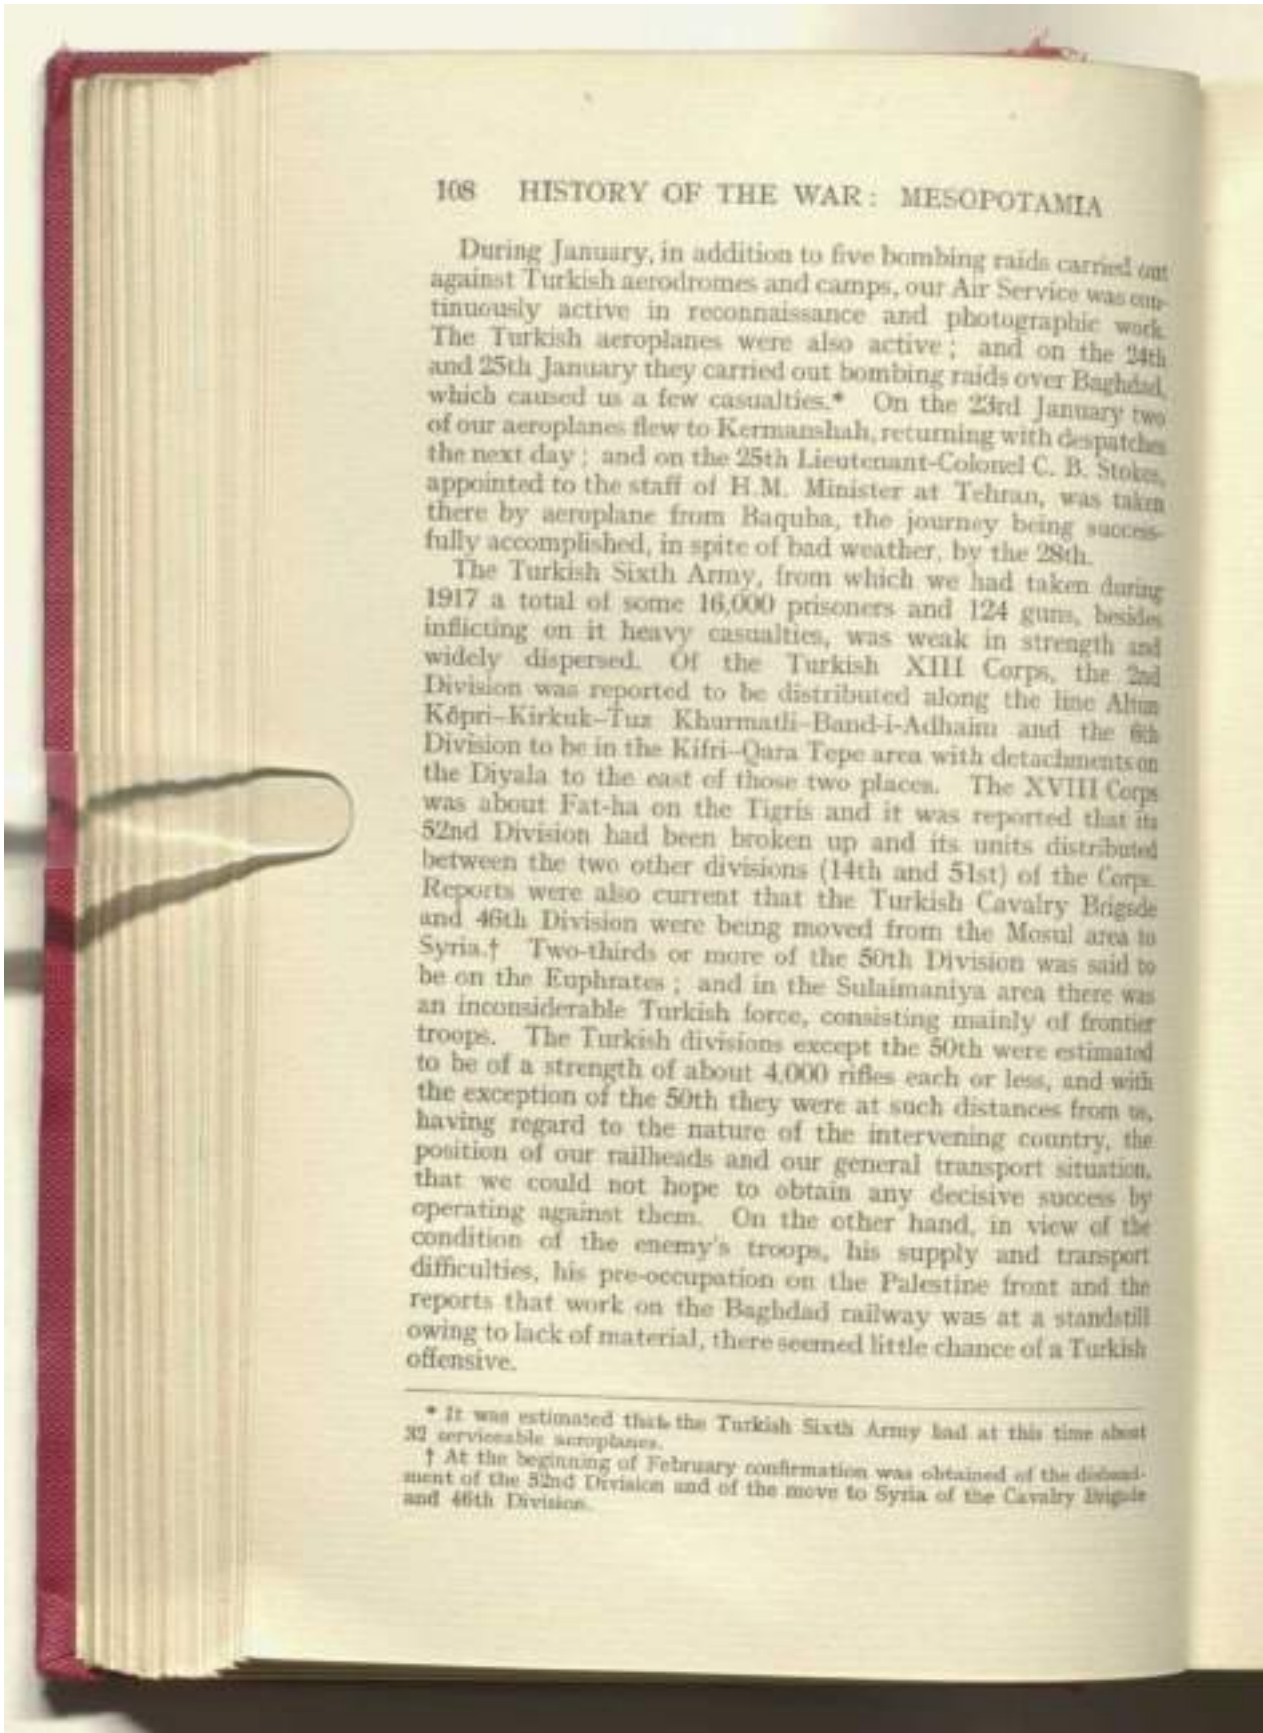 108 HISTORY OF THE WAR: MESOPOTAMIA
During January, in addition to five bombing raids carried out
against Turkish aerodromes and camps, our Air Service was con-
tinuously active in reconnaissance and photographic work.
The Turkish aeroplanes were also active; and on the 24th
and 25th January they carried out bombing raids over Baghdad,
which caused us a few casualties.* On the 23rd January two
of our aeroplanes flew to Kermanshah, returning with despatches
the next day; and on the 25th Lieutenant-Colonel C. B. Stokes,
appointed to the staff of H.M. Minister at Tehran, was taken
there by aeroplane from Baquba, the journey being success-
fully accomplished, in spite of bad weather, by the 28th.
The Turkish Sixth Army, from which we had taken during
1917 a total of some 16,000 prisoners and 124 guns, besides
inflicting on it heavy casualties, was weak in strength and
widely dispersed. Of the Turkish XIII Corps, the 2nd
Division was reported to be distributed along the line Altun
Köpri–Kirkuk–Tuz Khurmatli–Band-i-Adhaim and the 6th
Division to be in the Kifri–Qara Tepe area with detachments on
the Diyala to the east of those two places. The XVIII Corps
was about Fat-ha on the Tigris and it was reported that its
52nd Division had been broken up and its units distributed
between the two other divisions (14th and 51st) of the Corps.
Reports were also current that the Turkish Cavalry Brigade
and 46th Division were being moved from the Mosul area to
Syria.† Two-thirds or more of the 50th Division was said to
be on the Euphrates; and in the Sulaimaniya area there was
an inconsiderable Turkish force, consisting mainly of frontier
troops. The Turkish divisions except the 50th were estimated
to be of a strength of about 4,000 rifles each or less, and with
the exception of the 50th they were at such distances from us,
having regard to the nature of the intervening country, the
position of our railheads and our general transport situation,
that we could not hope to obtain any decisive success by
operating against them. On the other hand, in view of the
condition of the enemy's troops, his supply and transport
difficulties, his pre-occupation on the Palestine front and the
reports that work on the Baghdad railway was at a standstill
owing to lack of material, there seemed little chance of a Turkish
offensive.
* It was estimated that the Turkish Sixth Army had at this time about
32 serviceable aeroplanes.
† At the beginning of February confirmation was obtained of the disband-
ment of the 52nd Division and of the move to Syria of the Cavalry Brigade
and 46th Division.